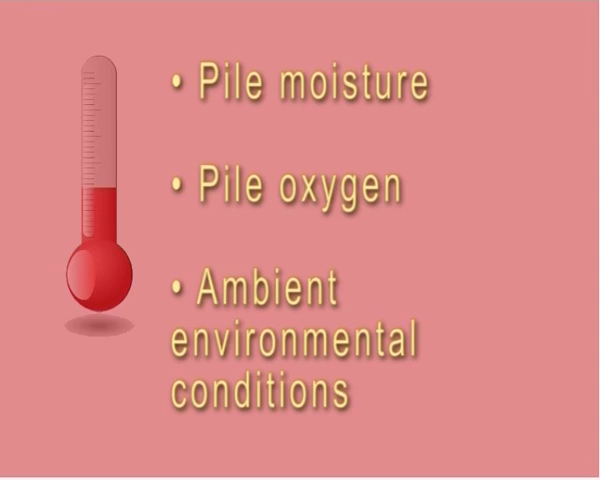 • Pile moisture
• Pile oxygen
• Ambient
environmental
conditions